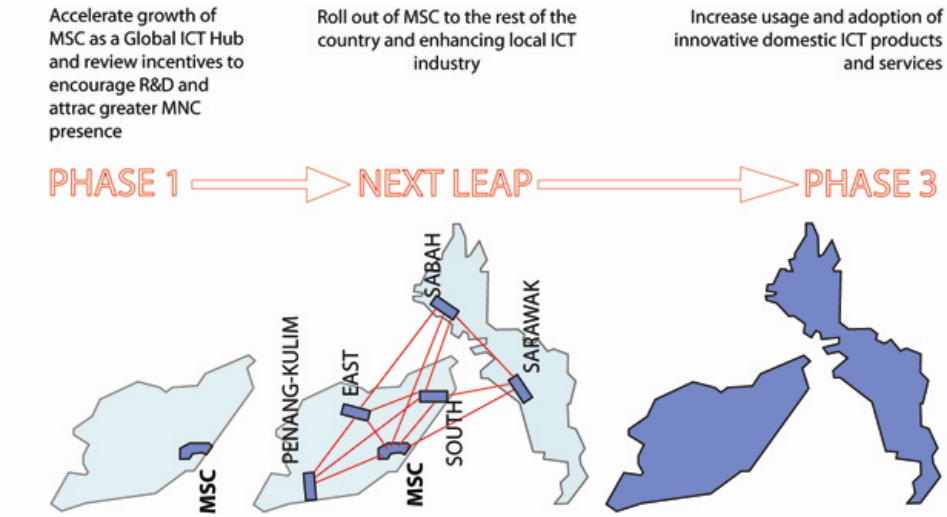 Accelerate growth of
MSC as a Global ICT Hub
and review incentives to
encourage R&D and
attrac greater MNC
presence
Roll out of MSC to the rest of the
country and enhancing local ICT
industry
Increase usage and adoption of
innovative domestic ICT products
and services
PHASE 1
NEXT LEAP
PHASE 3
MSC
PENANG-KULIM
EAST
SABAH
MSC
SOUTH
SARAWAK